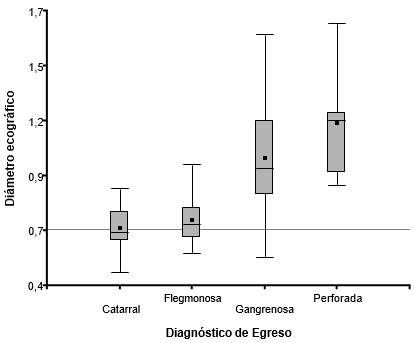 1,7
1,5
1,2
0,9
0,7
0,4
Diámetro ecográfico
Catarral
Flegmonosa
Gangrenosa
Perforada
Diagnóstico de Egreso